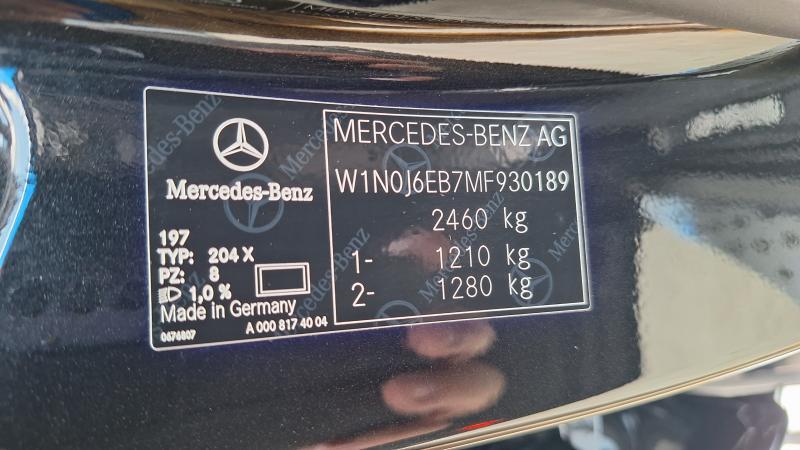 Mercedes-Benz
197
TYP: 204 X
PZ: 8
1,0 %
Made in Germany
0676807 A 000 817 40 04
MERCEDES-BENZ AG
W1N0J6EB7MF930189
2460 kg
1- 1210 kg
2- 1280 kg